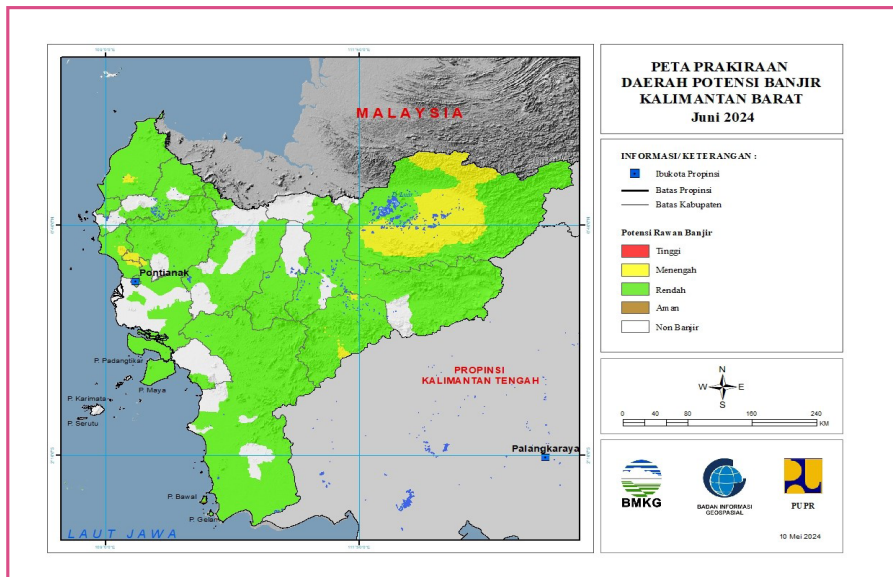 PETA PRAKIRAAN
DAERAH POTENSI BANJIR
KALIMANTAN BARAT
Juni 2024
INFORMASI/KETERANGAN :
Ibukota Propinsi
Batas Propinsi
Batas Kabupaten
Potensi Rawan Banjir
Tinggi
Menengah
Rendah
Aman
Non Banjir
N
W E
S
0 40 80 160 240
KM
BMKG
BADAN INFORMASI
GEOSPASIAL
PUPR
10 Mei 2024
MALAYSIA
Pontianak
P. Padangtikar
P. Maya
P. Karimata
P. Serutu
PROPINSI
KALIMANTAN TENGAH
Palangkaraya
P. Bawal
P. Gelam
LAUT JAWA